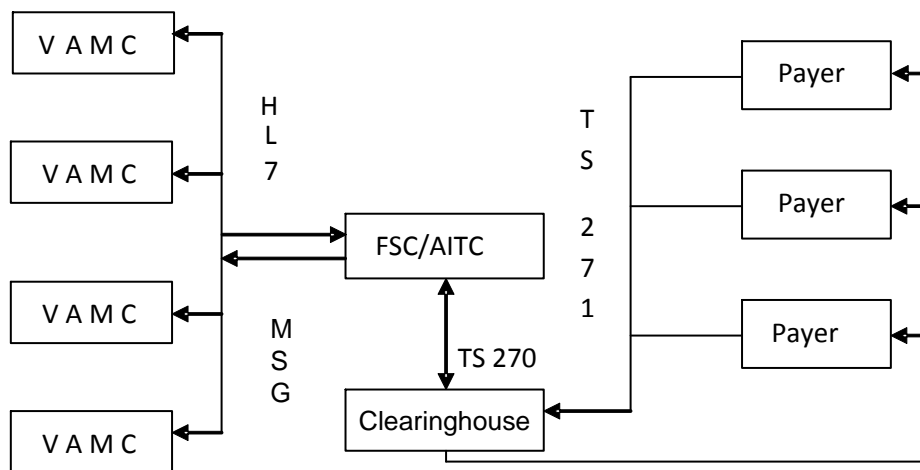 V A M C
Payer
H
L
7
T
S
2
7
1
V A M C
Payer
FSC/AITC
V A M C
Payer
M
S
G
TS 270
Clearinghouse
V A M C